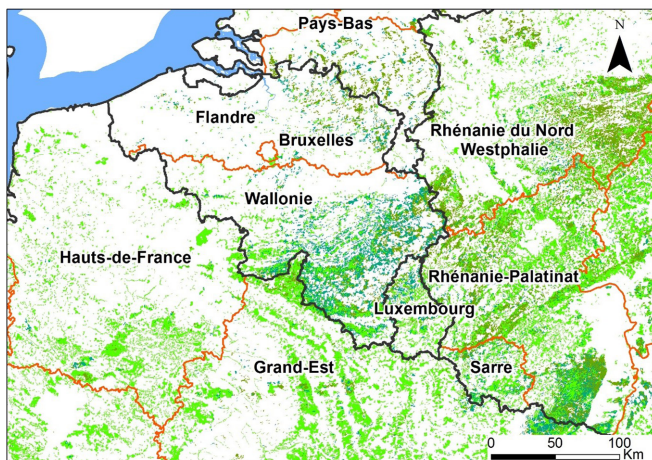 Pays-Bas
N
Flandre
Bruxelles
Rhénanie du Nord
Westphalie
Wallonie
Hauts-de-France
Rhénanie-Palatinat
Luxembourg
Grand-Est
Sarre
0 50 100
Km